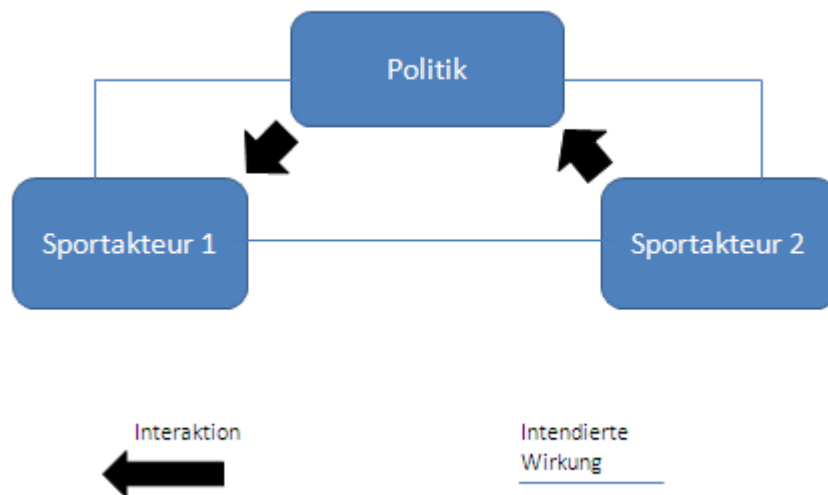 Politik
Sportakteur 1
Sportakteur 2
Interaktion
Intendierte
Wirkung